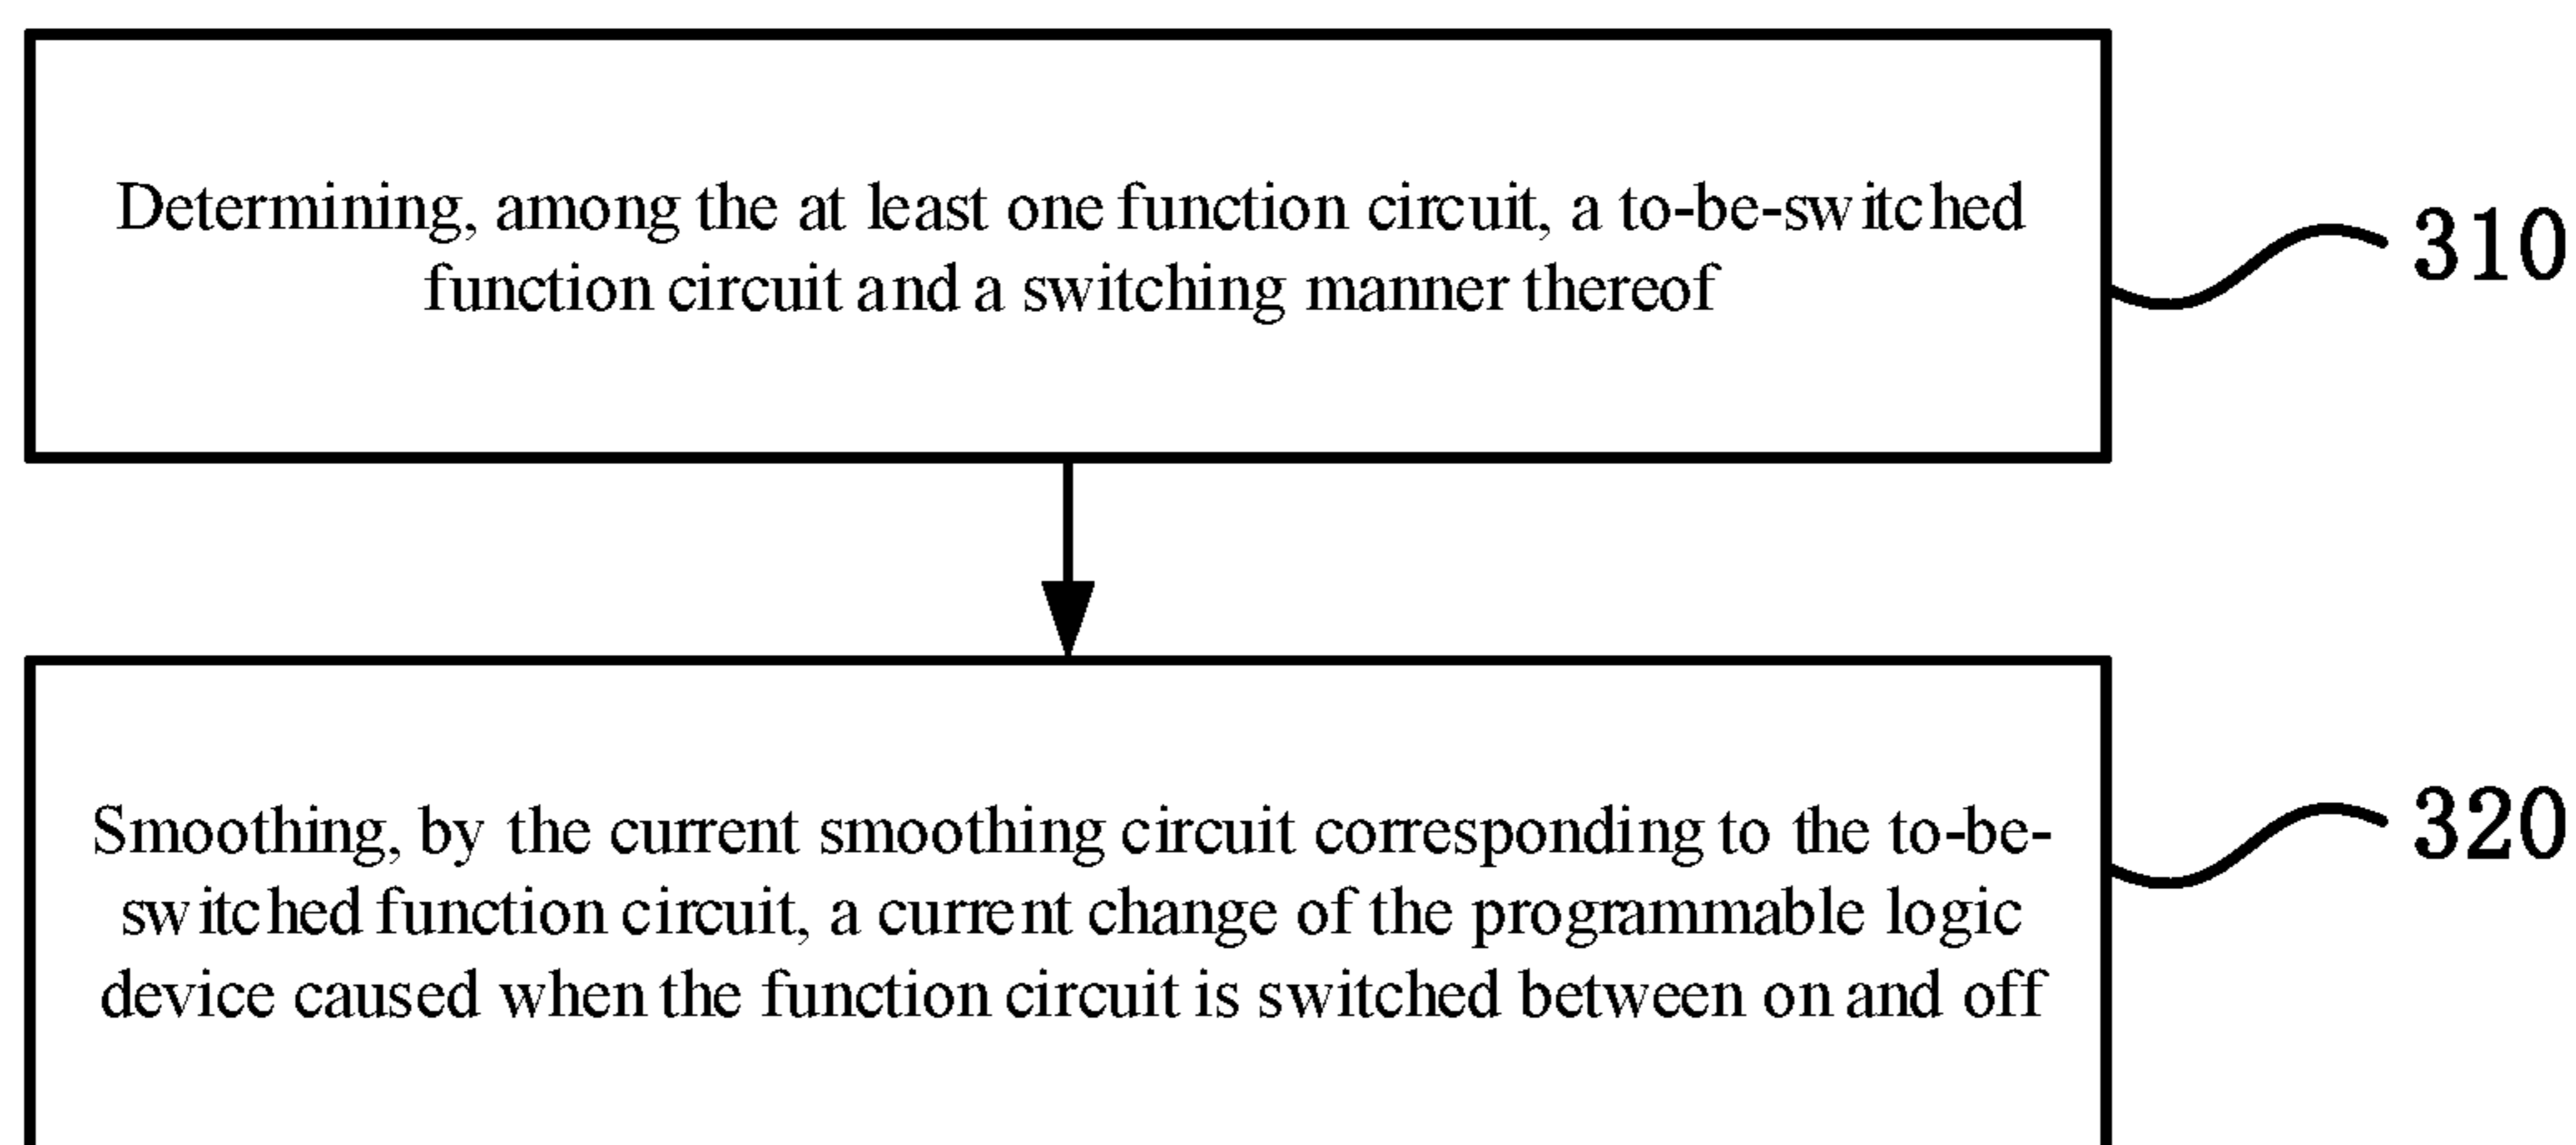 Determining, among the at least one function circuit, a to-be-switched
function circuit and a switching manner thereof
310
Smoothing, by the current smoothing circuit corresponding to the to-be-
switched function circuit, a current change of the programmable logic
device caused when the function circuit is switched between on and off
320